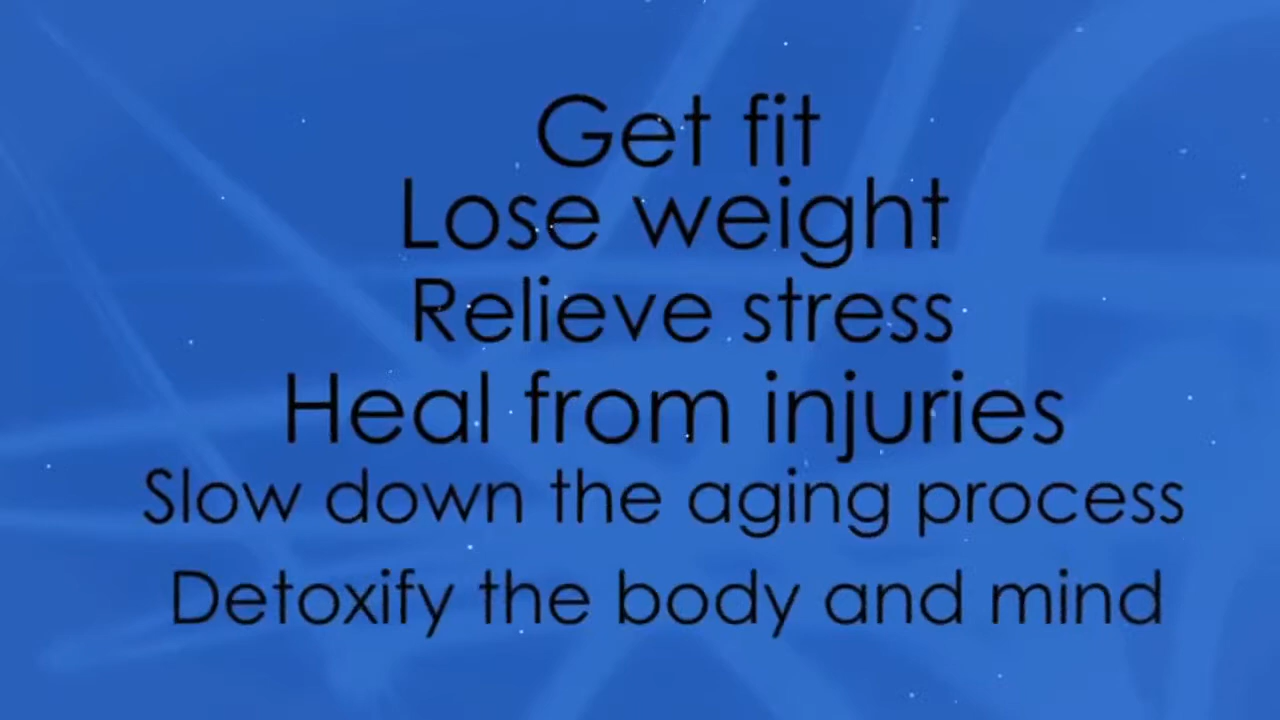 Get fit
Lose weight
Relieve stress
Heal from injuries
Slow down the aging process
Detoxify the body and mind